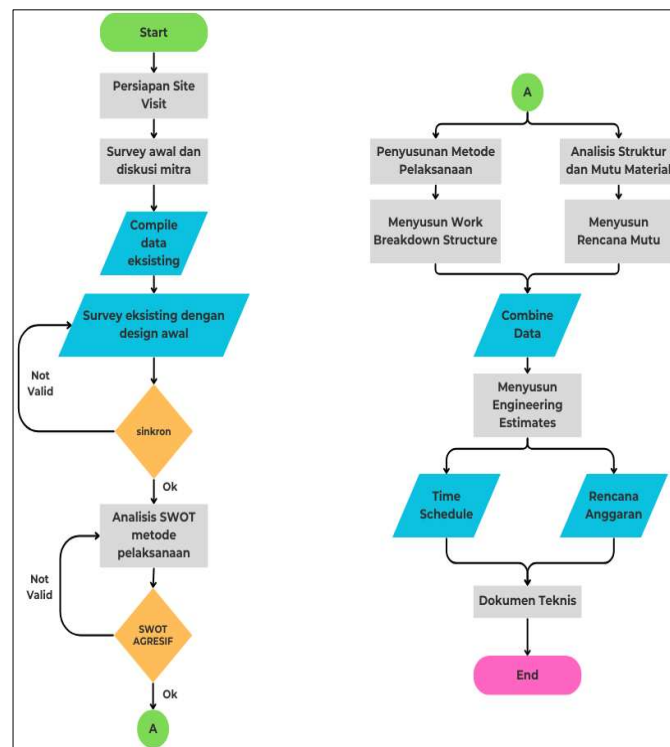 Start
Persiapan Site
Visit
Survey awal dan
diskusi mitra
Compile
data
eksisting
Survey eksisting dengan
design awal
Not
Valid
sinkron
Ok
Analisis SWOT
metode
pelaksanaan
Not
Valid
SWOT
AGRESIF
Ok
A
A
Penyusunan Metode
Pelaksanaan
Analisis Struktur
dan Mutu Material
Menyusun Work
Breakdown Structure
Menyusun
Rencana Mutu
Combine
Data
Menyusun
Engineering
Estimates
Time
Schedule
Rencana
Anggaran
Dokumen Teknis
End